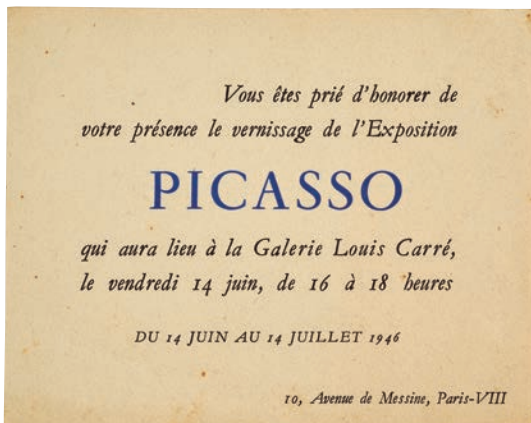 Vous êtes prié d'honorer de
votre présence le vernissage de l'Exposition
PICASSO
qui aura lieu à la Galerie Louis Carré,
le vendredi 14 juin, de 16 à 18 heures
DU 14 JUIN AU 14 JUILLET 1946
10, Avenue de Messine, Paris-VIII